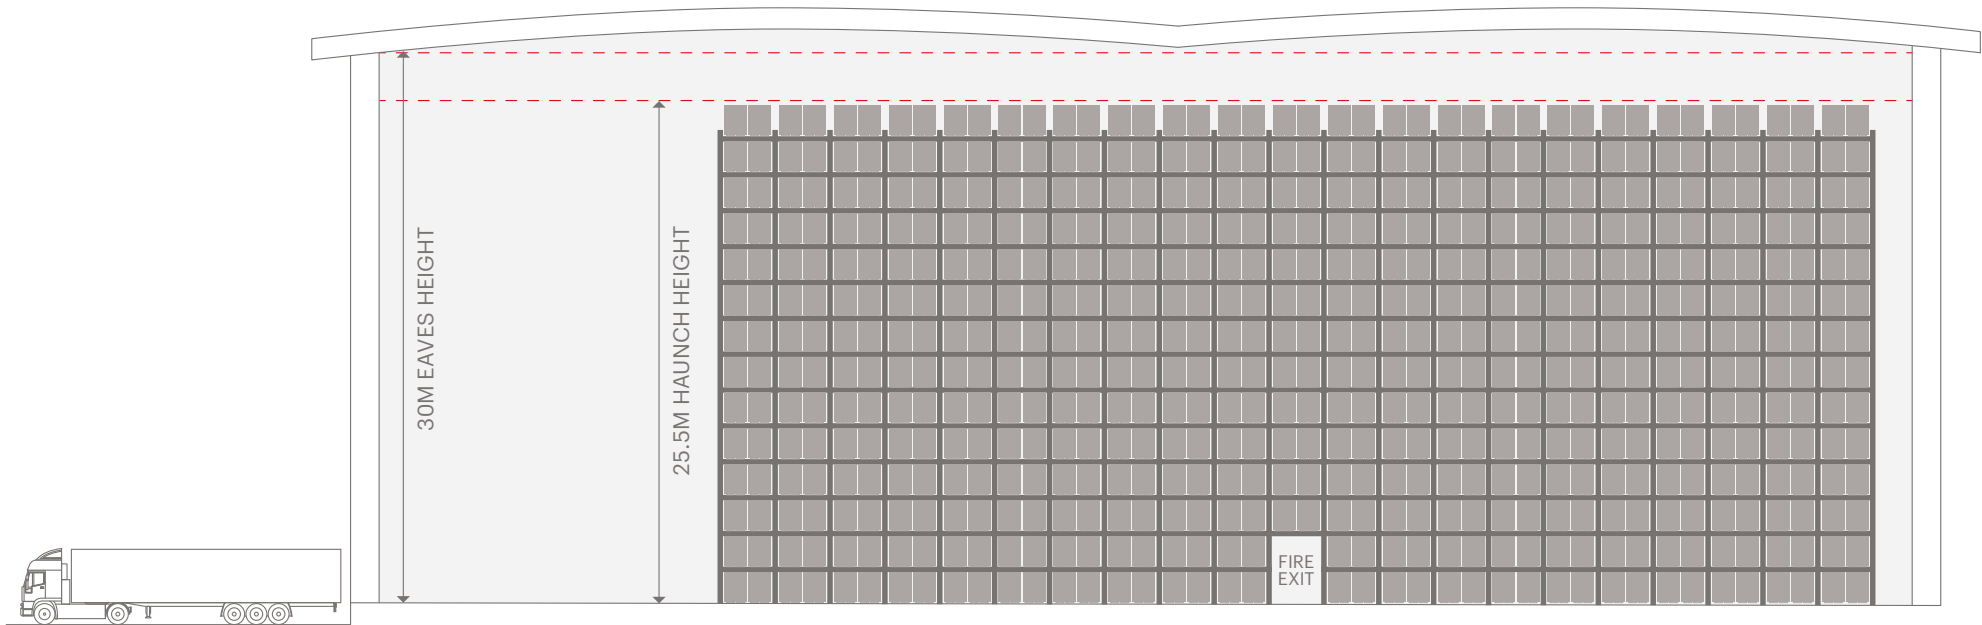 30M EAVES HEIGHT
25.5M HAUNCH HEIGHT
FIRE
EXIT